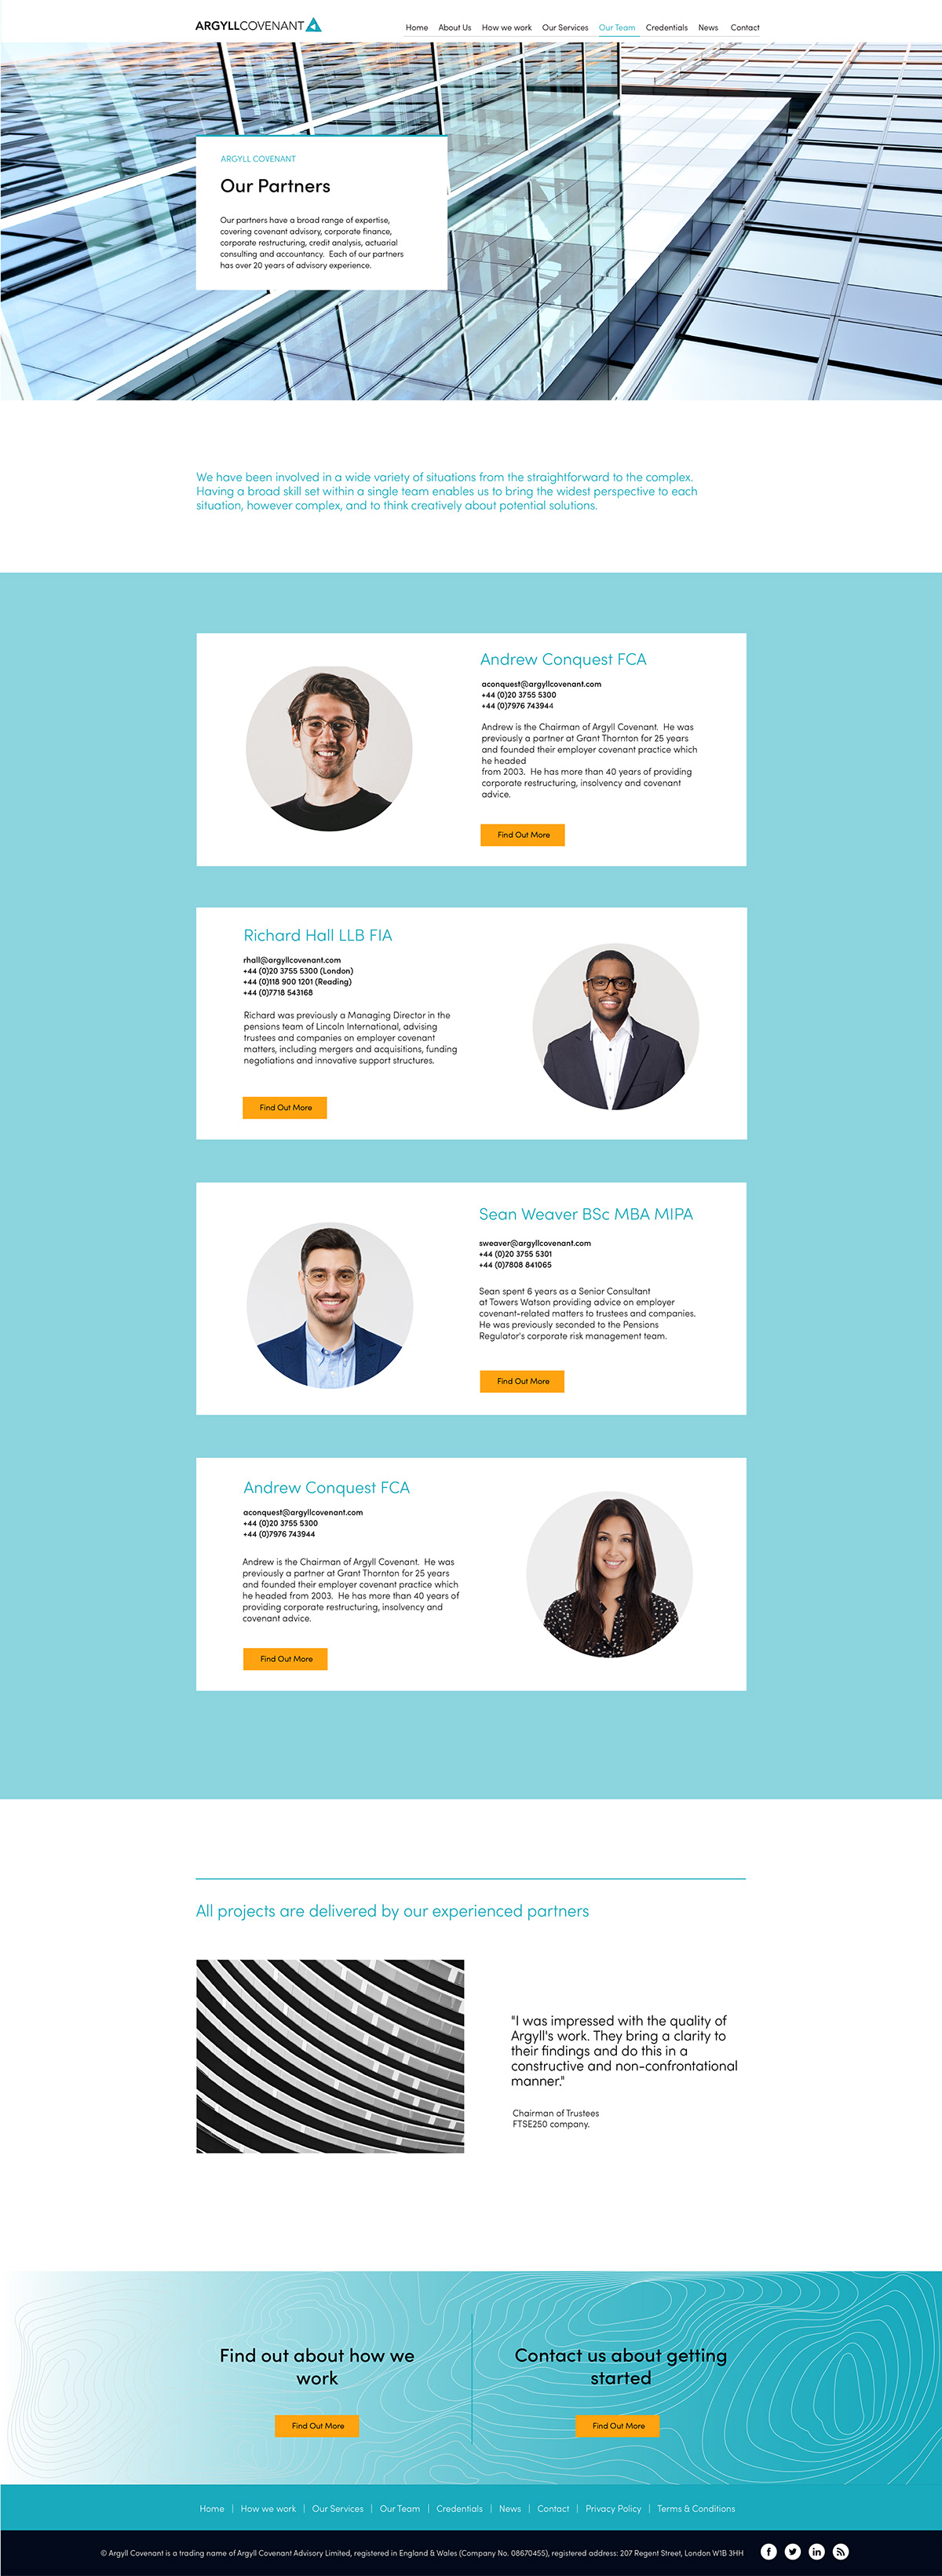 ARGYLLCOVENANT
Home About Us How we work Our Services Our Team Credentials News Contact
ARGYLL COVENANT
Our Partners
Our partners have a broad range of expertise,
covering covenant advisory, corporate finance,
corporate restructuring, credit analysis, actuarial
consulting and accountancy. Each of our partners
has over 20 years of advisory experience.
We have been involved in a wide variety of situations from the straightforward to the complex.
Having a broad skill set within a single team enables us to bring the widest perspective to each
situation, however complex, and to think creatively about potential solutions.
Andrew Conquest FCA
aconquest@argyllcovenant.com
+44 (0)20 3755 5300
+44 (0)7976 743944
Andrew is the Chairman of Argyll Covenant. He was
previously a partner at Grant Thornton for 25 years
and founded their employer covenant practice which
he headed
from 2003. He has more than 40 years of providing
corporate restructuring, insolvency and covenant
advice.
Find Out More
Richard Hall LLB FIA
rhall@argyllcovenant.com
+44 (0)20 3755 5300 (London)
+44 (0)118 900 1201 (Reading)
+44 (0)7718 543168
Richard was previously a Managing Director in the
pensions team of Lincoln International, advising
trustees and companies on employer covenant
matters, including mergers and acquisitions, funding
negotiations and innovative support structures.
Find Out More
Sean Weaver BSc MBA MIPA
sweaver@argyllcovenant.com
+44 (0)20 3755 5301
+44 (0)7808 841065
Sean spent 6 years as a Senior Consultant
at Towers Watson providing advice on employer
covenant-related matters to trustees and companies.
He was previously seconded to the Pensions
Regulator's corporate risk management team.
Find Out More
Andrew Conquest FCA
aconquest@argyllcovenant.com
+44 (0)20 3755 5300
+44 (0)7976 743944
Andrew is the Chairman of Argyll Covenant. He was
previously a partner at Grant Thornton for 25 years
and founded their employer covenant practice which
he headed from 2003. He has more than 40 years of
providing corporate restructuring, insolvency and
covenant advice.
Find Out More
All projects are delivered by our experienced partners
"I was impressed with the quality of
Argyll's work. They bring a clarity to
their findings and do this in a
constructive and non-confrontational
manner."
Chairman of Trustees
FTSE250 company.
Find out about how we
work
Find Out More
Contact us about getting
started
Find Out More
Home | How we work | Our Services | Our Team | Credentials | News | Contact | Privacy Policy | Terms & Conditions
© Argyll Covenant is a trading name of Argyll Covenant Advisory Limited, registered in England & Wales (Company No. 08670455), registered address: 207 Regent Street, London W1B 3HH